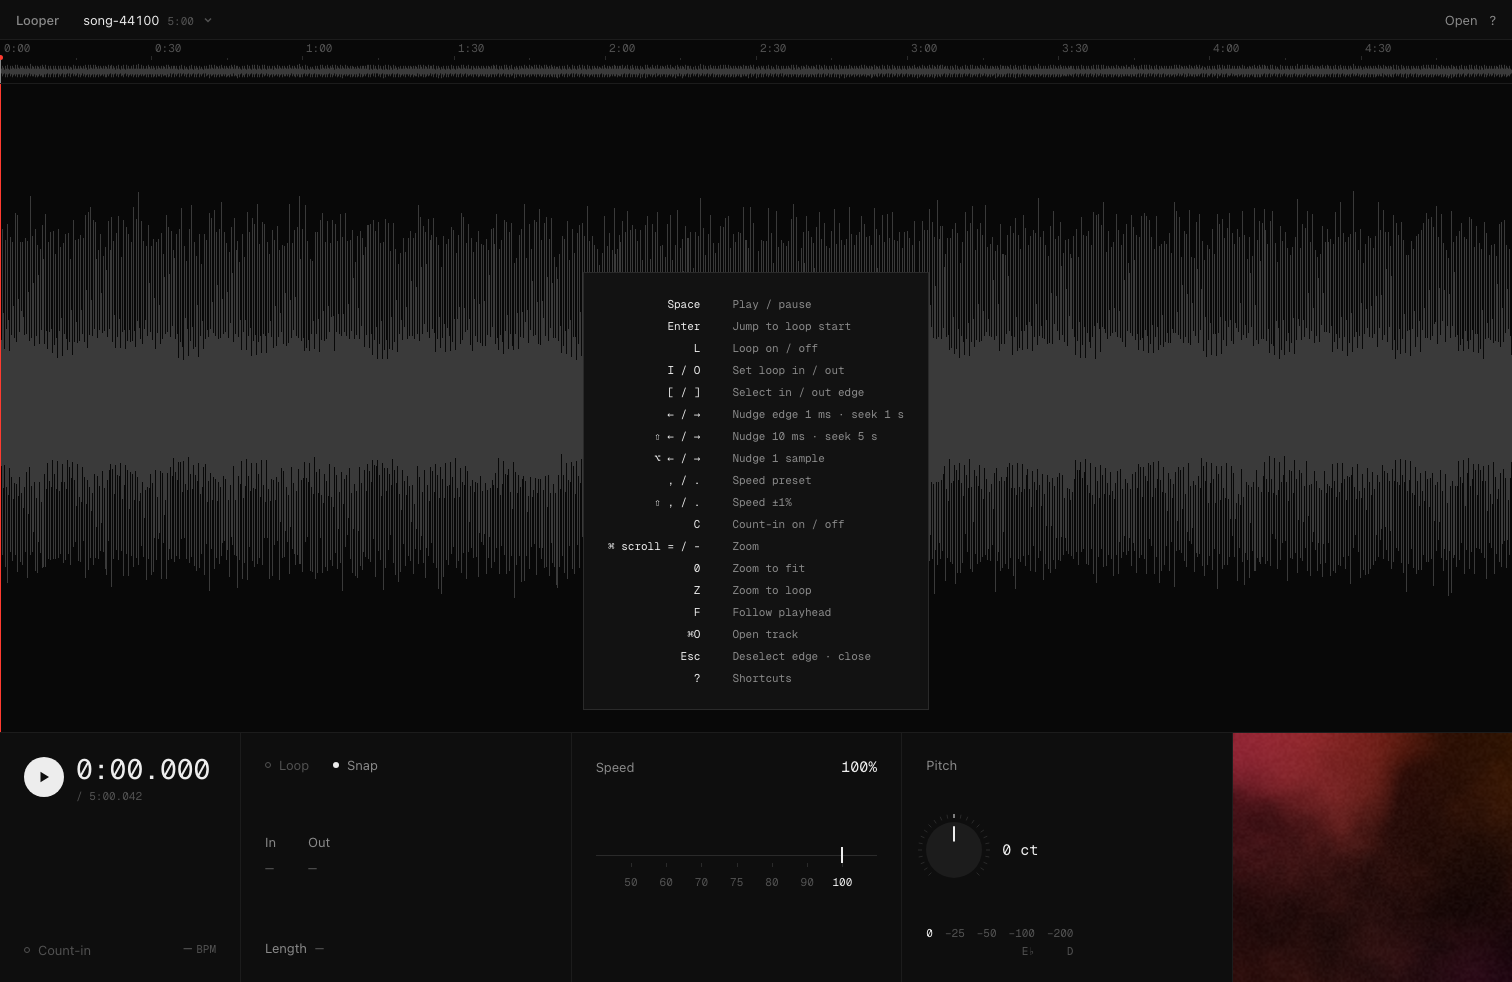 Looper song-44100 5:00 Open ?
0:00 0:30 1:00 1:30 2:00 2:30 3:00 3:30 4:00 4:30
Space Play / pause
Enter Jump to loop start
L Loop on / off
I / O Set loop in / out
[ / ] Select in / out edge
← / → Nudge edge 1 ms · seek 1 s
⇧ ← / → Nudge 10 ms · seek 5 s
⌥ ← / → Nudge 1 sample
, / . Speed preset
⇧ , / . Speed ±1%
C Count-in on / off
⌘ scroll = / − Zoom
0 Zoom to fit
Z Zoom to loop
F Follow playhead
⌘O Open track
Esc Deselect edge · close
? Shortcuts
0:00.000
/ 5:00.042
Count-in — BPM
Loop Snap
In Out
— —
Length —
Speed 100%
50 60 70 75 80 90 100
Pitch
0 ct
0 −25 −50 −100 −200
E♭ D